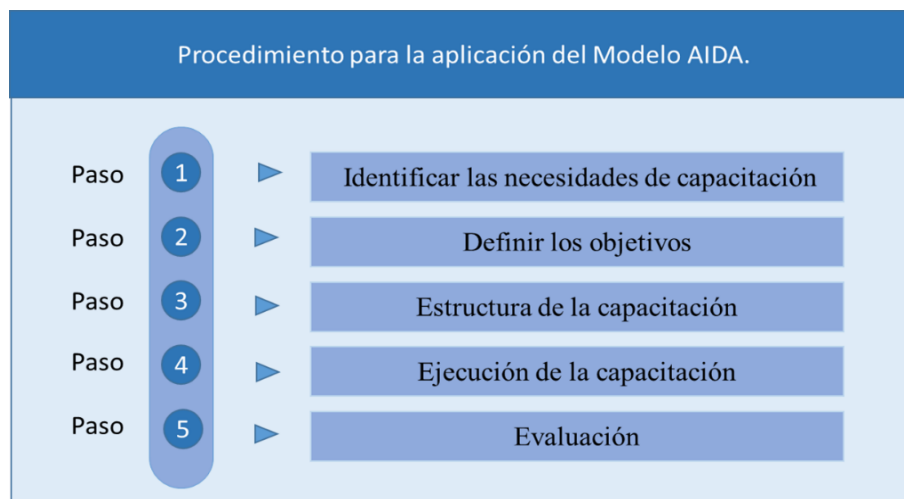 Procedimiento para la aplicación del Modelo AIDA.
Paso 1 Identificar las necesidades de capacitación
Paso 2 Definir los objetivos
Paso 3 Estructura de la capacitación
Paso 4 Ejecución de la capacitación
Paso 5 Evaluación